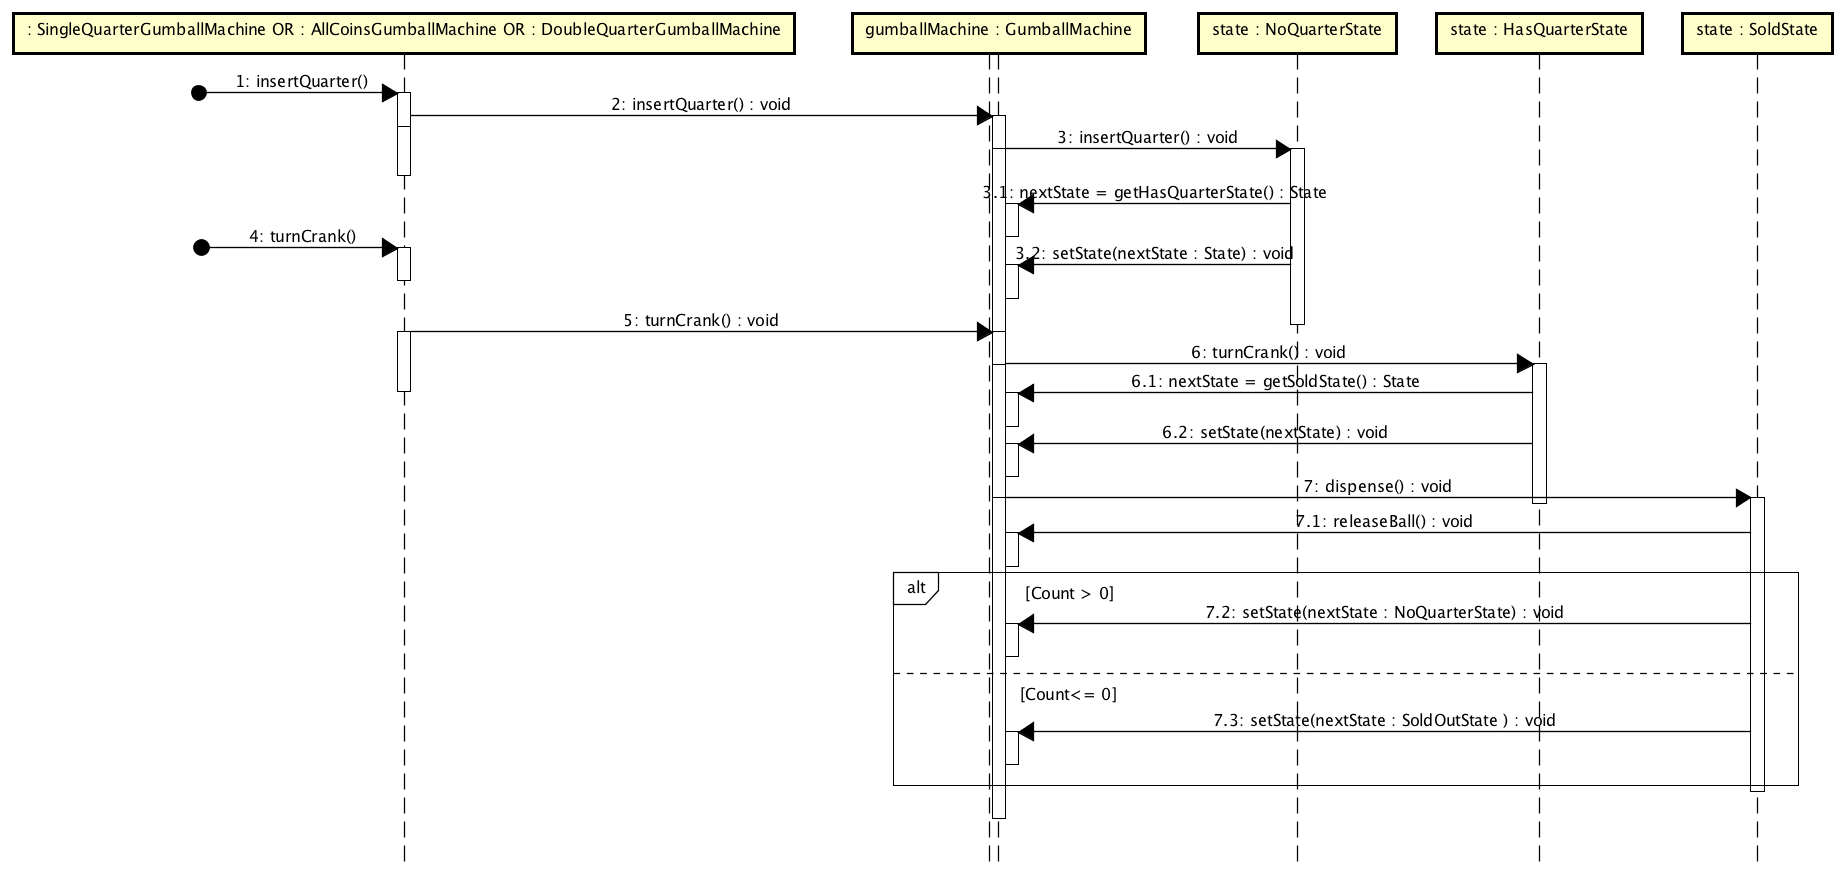 : SingleQuarterGumballMachine OR : AllCoinsGumballMachine OR : DoubleQuarterGumballMachine
gumballMachine : GumballMachine
state : NoQuarterState
state : HasQuarterState
state : SoldState
1: insertQuarter()
2: insertQuarter() : void
3: insertQuarter() : void
3.1: nextState = getHasQuarterState() : State
4: turnCrank()
3.2: setState(nextState : State) : void
5: turnCrank() : void
6: turnCrank() : void
6.1: nextState = getSoldState() : State
6.2: setState(nextState) : void
7: dispense() : void
7.1: releaseBall() : void
alt
[Count > 0]
7.2: setState(nextState : NoQuarterState) : void
[Count<= 0]
7.3: setState(nextState : SoldOutState ) : void